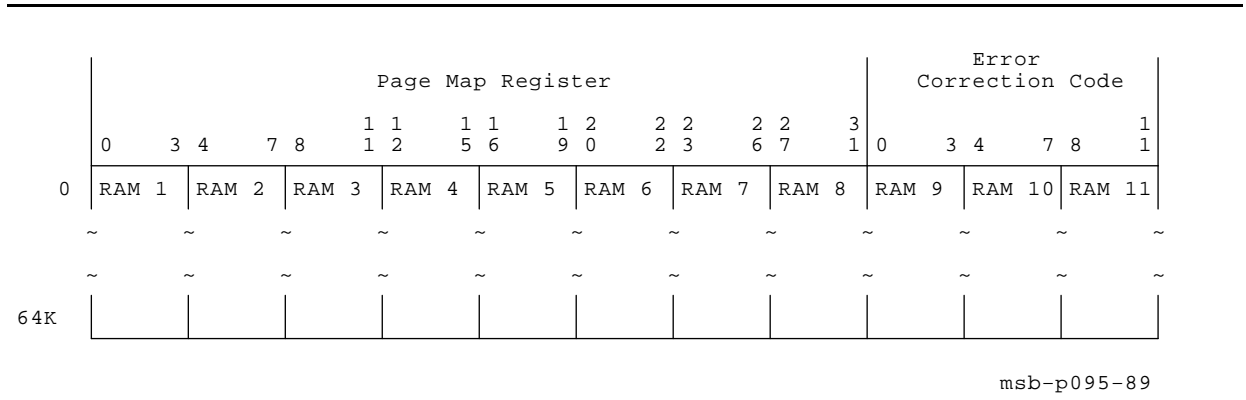 Error
Page Map Register Correction Code
1 1 1 1 1 2 2 2 2 2 3 1
0 3 4 7 8 1 2 5 6 9 0 2 3 6 7 1 0 3 4 7 8 1
0 RAM 1 RAM 2 RAM 3 RAM 4 RAM 5 RAM 6 RAM 7 RAM 8 RAM 9 RAM 10 RAM 11
~ ~ ~ ~ ~ ~ ~ ~ ~ ~ ~ ~
~ ~ ~ ~ ~ ~ ~ ~ ~ ~ ~ ~
64K
msb-p095-89